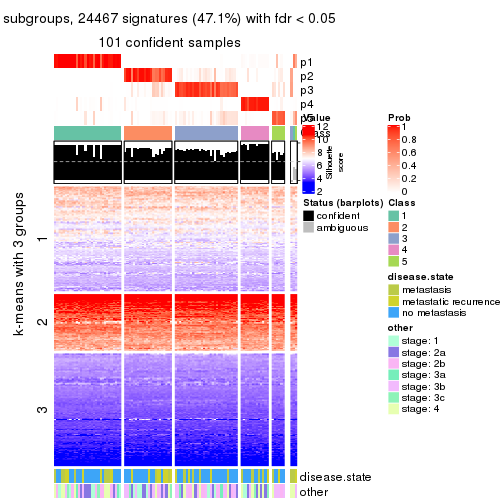 subgroups, 24467 signatures (47.1%) with fdr < 0.05
101 confident samples
p1
p2
p3
p4
p5
Class
Value
12
10
8
6
4
2
Silhouette
score
Prob
1
0.8
0.6
0.4
0.2
0
Status (barplots)
confident
ambiguous
Class
1
2
3
4
5
disease.state
metastasis
metastatic recurrence
no metastasis
other
stage: 1
stage: 2a
stage: 2b
stage: 3a
stage: 3b
stage: 3c
stage: 4
k-means with 3 groups
1
2
3
disease.state
other